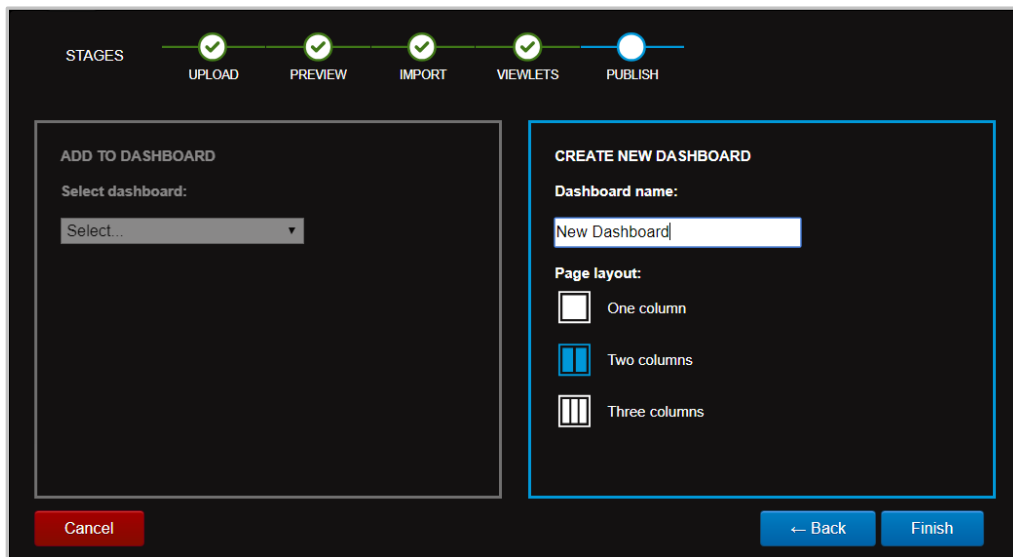 STAGES
UPLOAD
PREVIEW
IMPORT
VIEWLETS
PUBLISH
ADD TO DASHBOARD
Select dashboard:
Select...
CREATE NEW DASHBOARD
Dashboard name:
New Dashboard
Page layout:
One column
Two columns
Three columns
Cancel
← Back
Finish